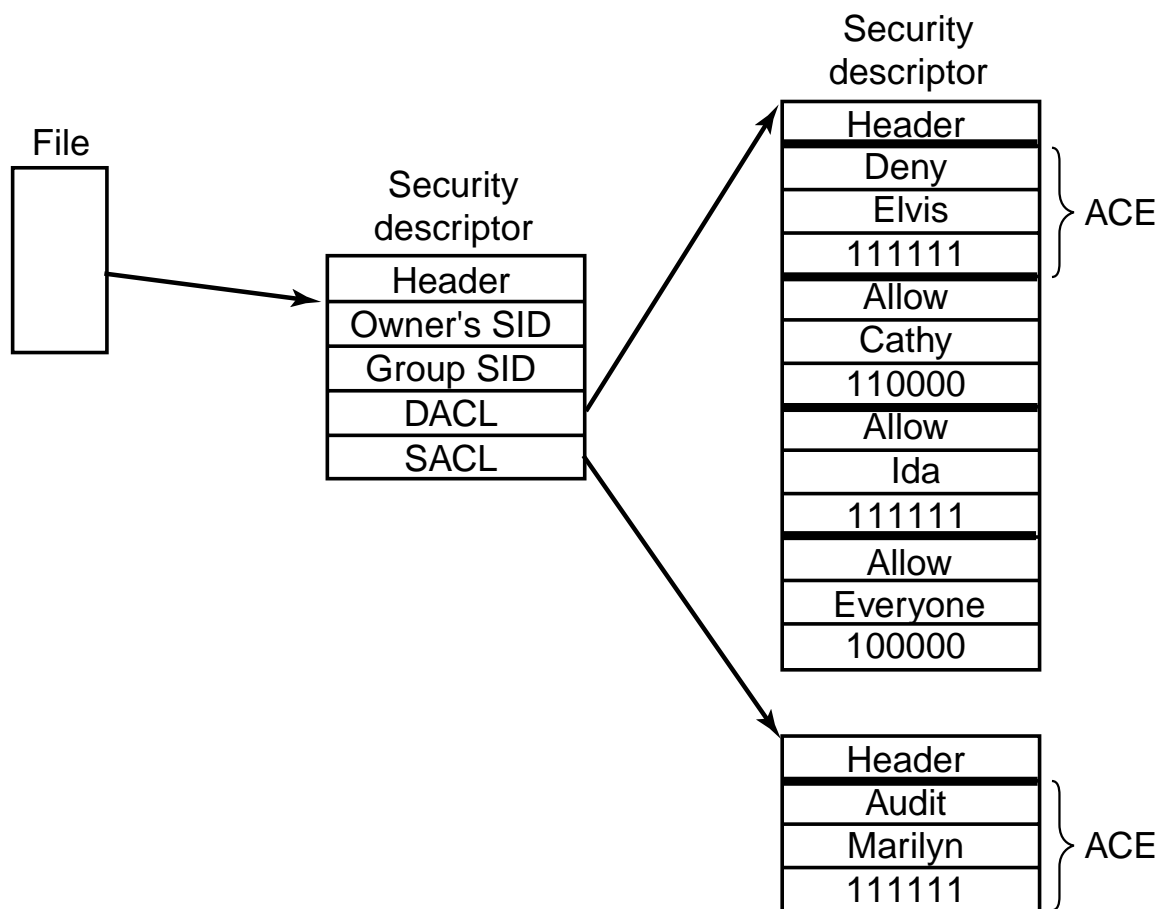 File
Security
descriptor
Header
Owner's SID
Group SID
DACL
SACL
Security
descriptor
Header
Deny
Elvis
111111
ACE
Allow
Cathy
110000
Allow
Ida
111111
Allow
Everyone
100000
Header
Audit
Marilyn
111111
ACE